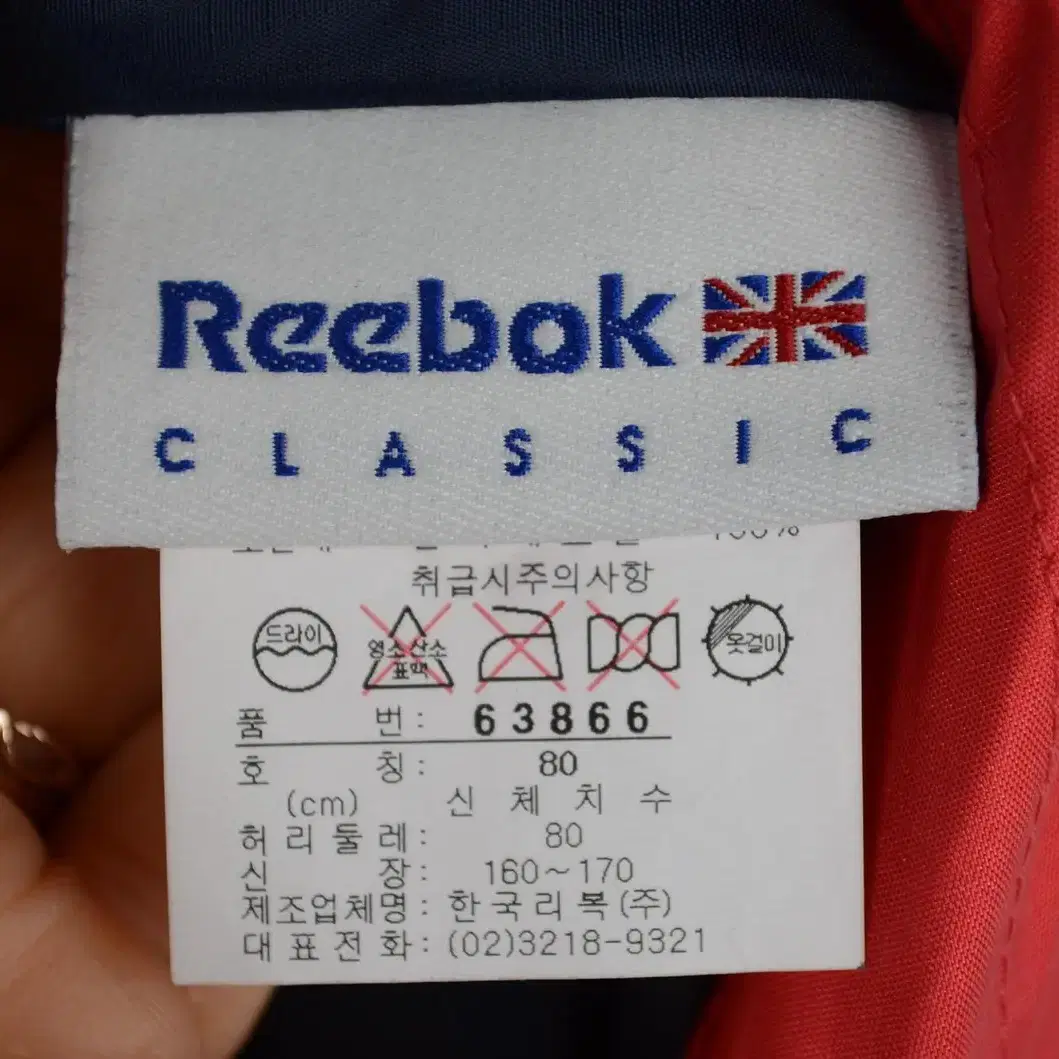 Reebok
CLASSIC
100%
취급시주의사항
드라이
염소산소
표백
옷걸이
품 번: 63866
호 칭: 80
(cm) 신 체 치 수
허리둘레: 80
신 장: 160~170
제조업체명: 한국리복(주)
대표전화: (02)3218-9321